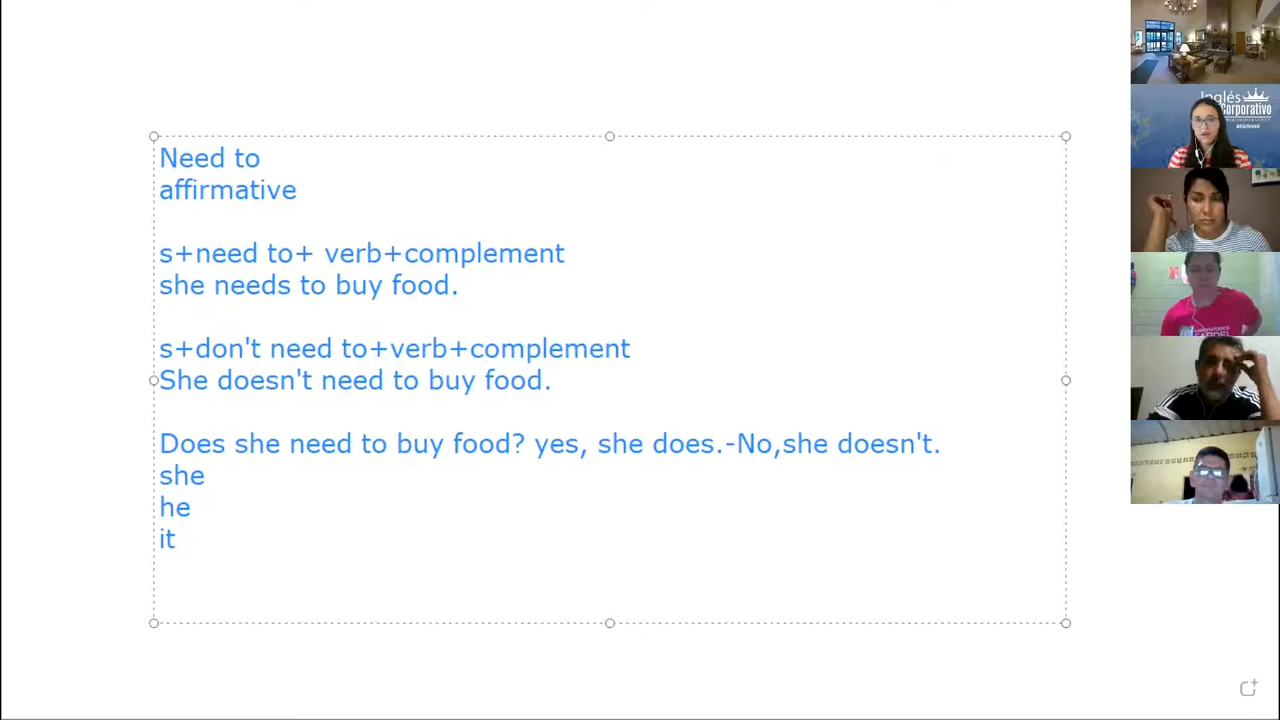 Need to
affirmative
s+need to+ verb+complement
she needs to buy food.
s+don't need to+verb+complement
She doesn't need to buy food.
Does she need to buy food? yes, she does.-No,she doesn't.
she
he
it
Inglés
Corporativo
BEGINNER
LABORATORIOS